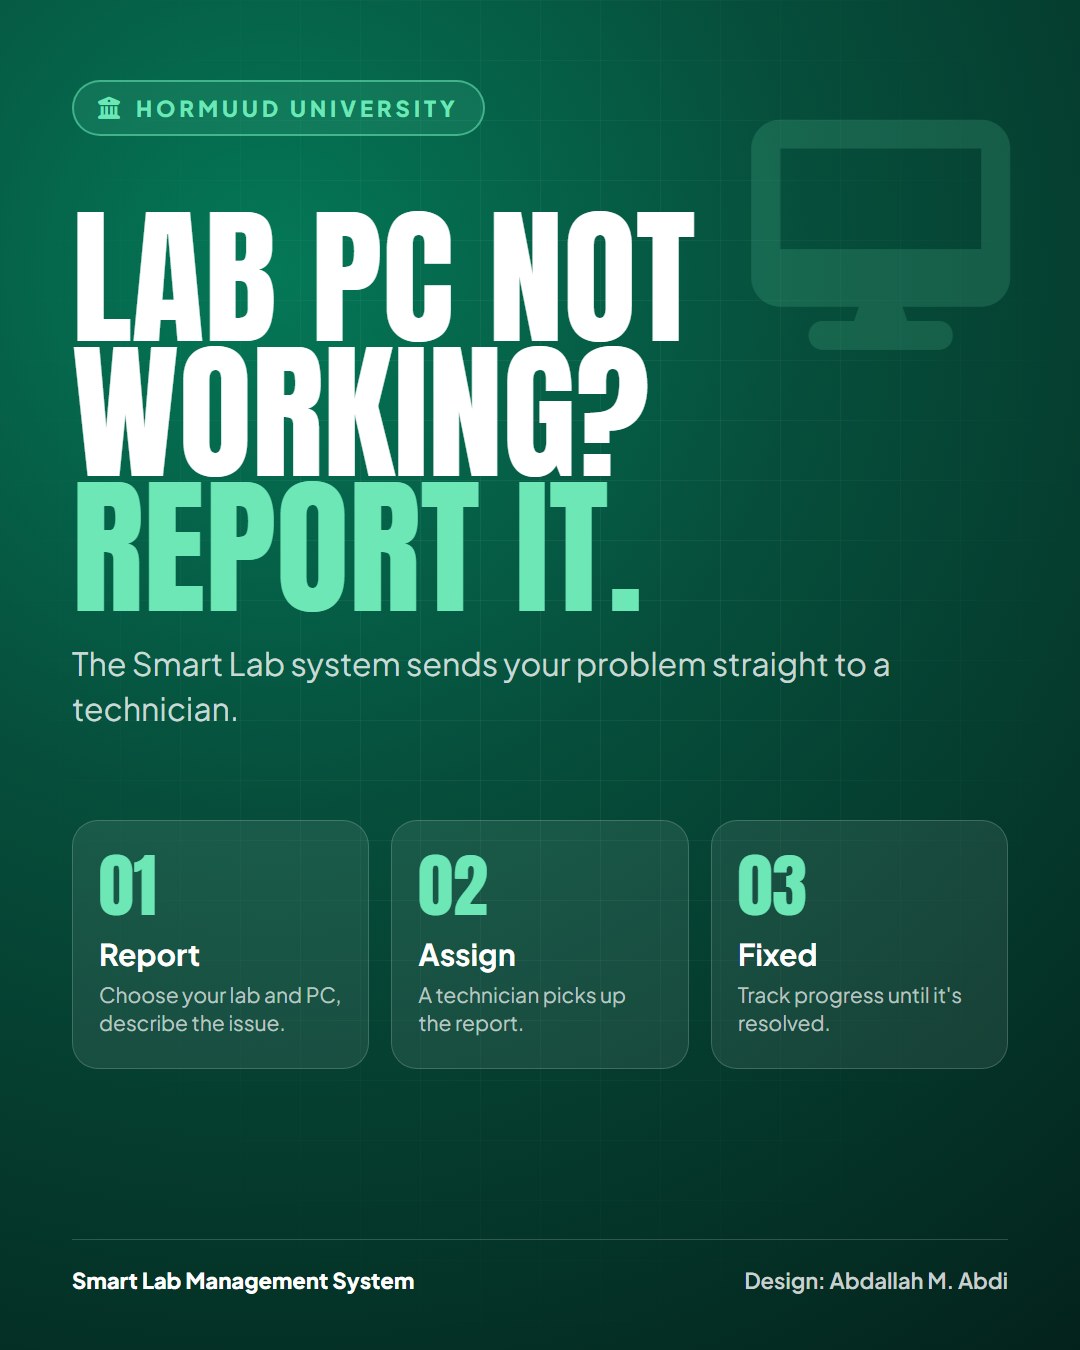 HORMUUD UNIVERSITY
LAB PC NOT
WORKING?
REPORT IT.
The Smart Lab system sends your problem straight to a
technician.
01
Report
Choose your lab and PC,
describe the issue.
02
Assign
A technician picks up
the report.
03
Fixed
Track progress until it's
resolved.
Smart Lab Management System
Design: Abdallah M. Abdi